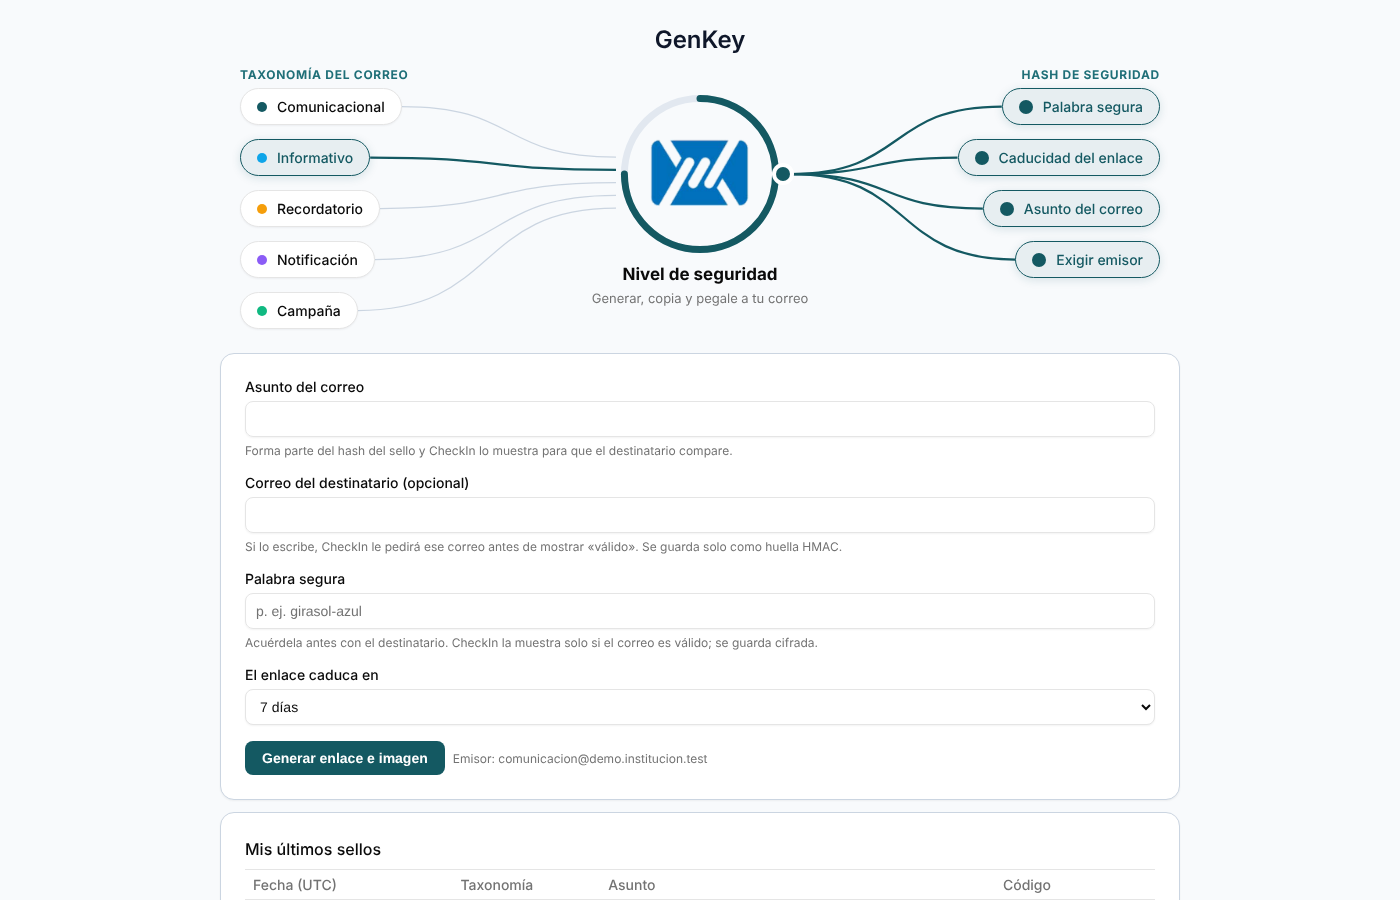 GenKey
TAXONOMÍA DEL CORREO
Comunicacional
Informativo
Recordatorio
Notificación
Campaña
Nivel de seguridad
Generar, copia y pegale a tu correo
HASH DE SEGURIDAD
Palabra segura
Caducidad del enlace
Asunto del correo
Exigir emisor
Asunto del correo
Forma parte del hash del sello y CheckIn lo muestra para que el destinatario compare.
Correo del destinatario (opcional)
Si lo escribe, CheckIn le pedirá ese correo antes de mostrar «válido». Se guarda solo como huella HMAC.
Palabra segura
p. ej. girasol-azul
Acuérdela antes con el destinatario. CheckIn la muestra solo si el correo es válido; se guarda cifrada.
El enlace caduca en
7 días
Generar enlace e imagen Emisor: comunicacion@demo.institucion.test
Mis últimos sellos
Fecha (UTC) Taxonomía Asunto Código